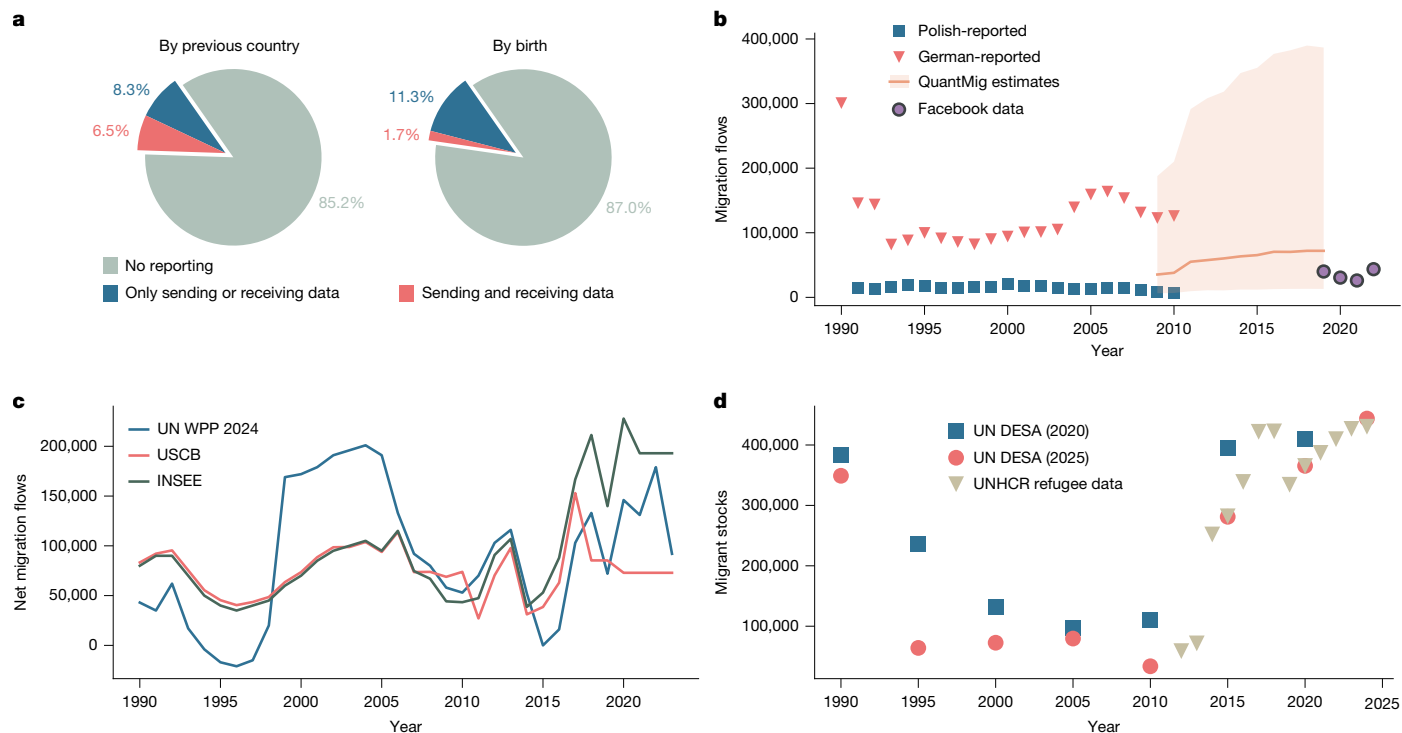 a
By previous country
By birth
8.3%
6.5%
85.2%
11.3%
1.7%
87.0%
No reporting
Only sending or receiving data
Sending and receiving data
b
Polish-reported
German-reported
QuantMig estimates
Facebook data
Migration flows
400,000
300,000
200,000
100,000
0
1990
1995
2000
2005
2010
2015
2020
Year
c
UN WPP 2024
USCB
INSEE
Net migration flows
200,000
150,000
100,000
50,000
0
1990
1995
2000
2005
2010
2015
2020
Year
d
UN DESA (2020)
UN DESA (2025)
UNHCR refugee data
Migrant stocks
400,000
300,000
200,000
100,000
1990
1995
2000
2005
2010
2015
2020
2025
Year